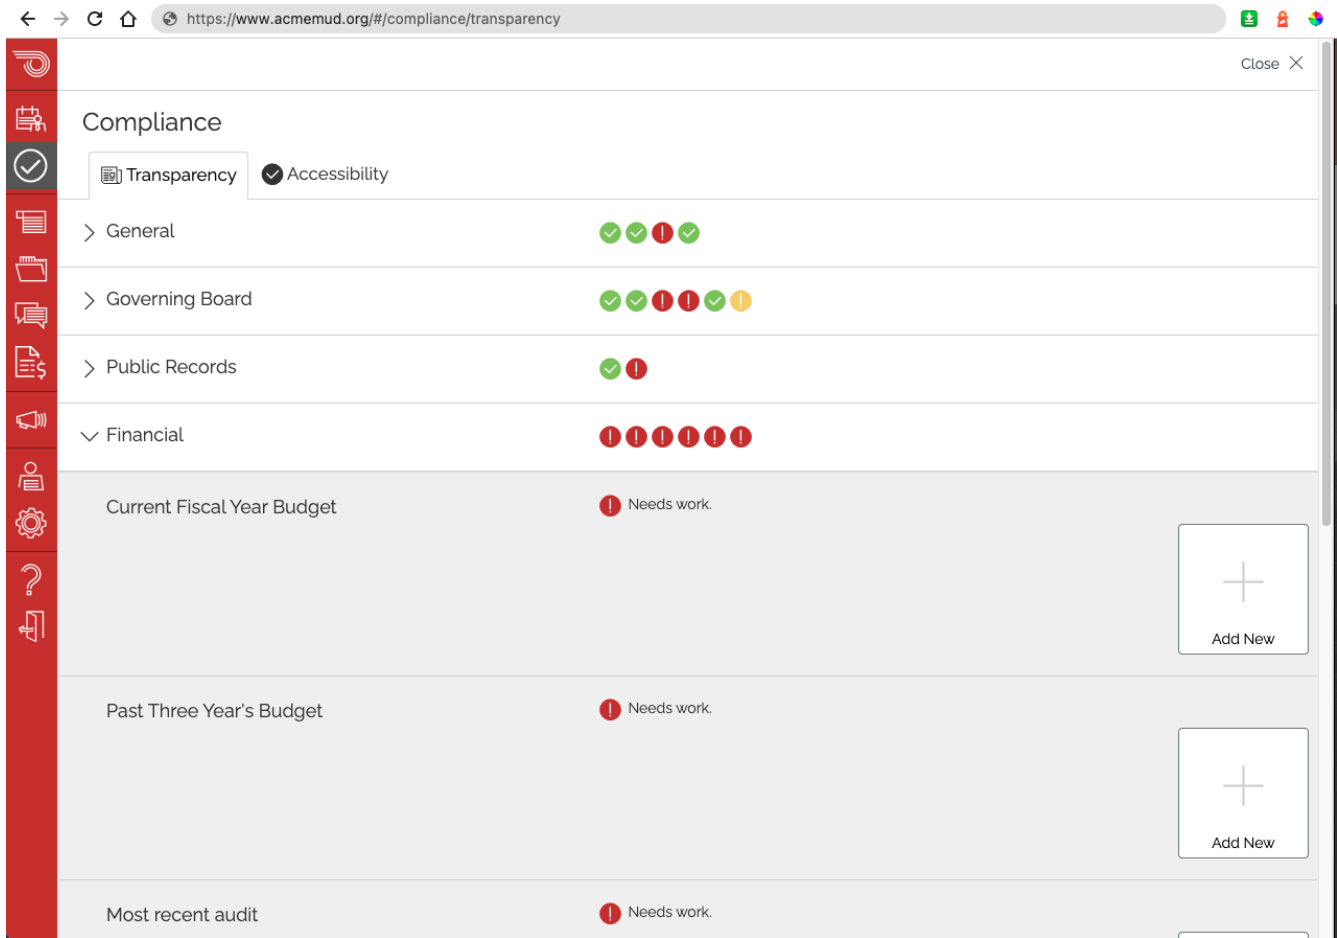 https://www.acmemud.org/#/compliance/transparency
Close
Compliance
Transparency
Accessibility
General
Governing Board
Public Records
Financial
Current Fiscal Year Budget
Needs work.
Add New
Past Three Year's Budget
Needs work.
Add New
Most recent audit
Needs work.